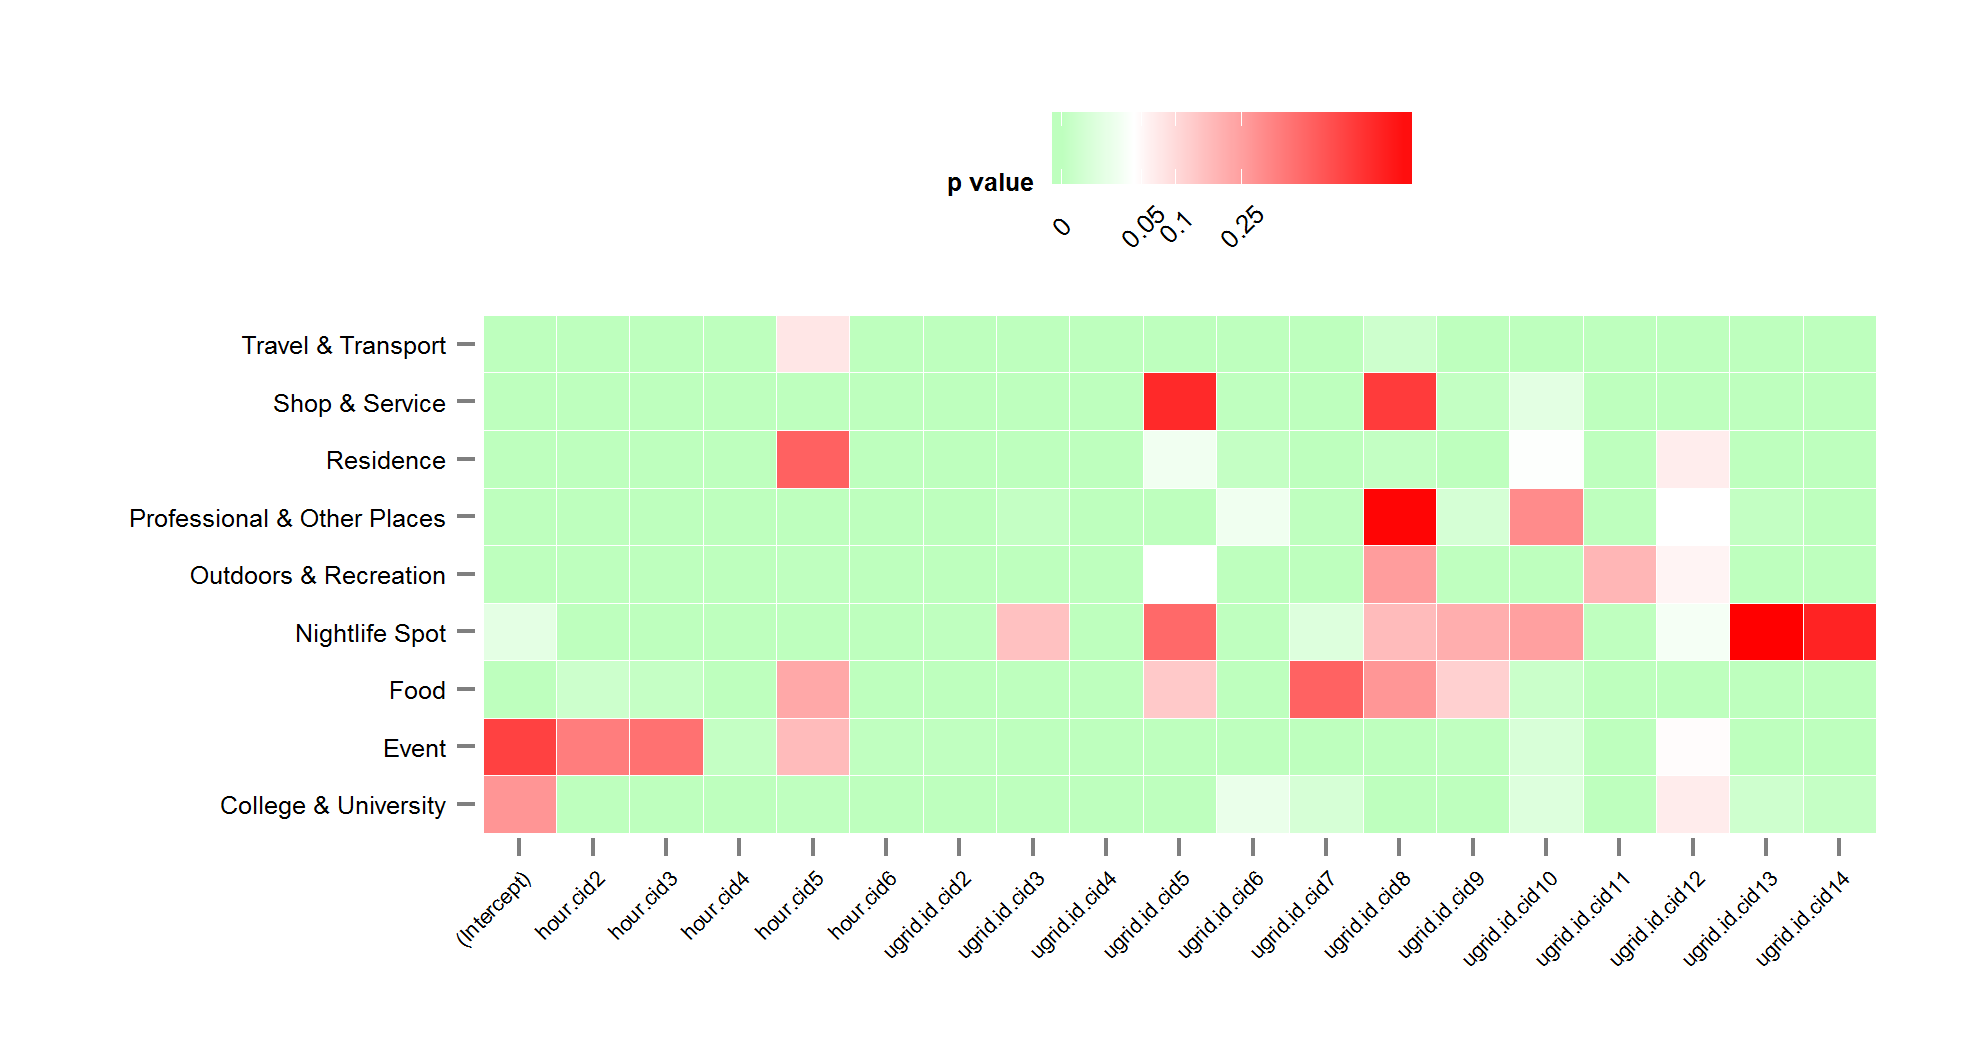 p value
0
0.05
0.1
0.25
Travel & Transport
Shop & Service
Residence
Professional & Other Places
Outdoors & Recreation
Nightlife Spot
Food
Event
College & University
(Intercept)
hour.cid2
hour.cid3
hour.cid4
hour.cid5
hour.cid6
ugrid.id.cid2
ugrid.id.cid3
ugrid.id.cid4
ugrid.id.cid5
ugrid.id.cid6
ugrid.id.cid7
ugrid.id.cid8
ugrid.id.cid9
ugrid.id.cid10
ugrid.id.cid11
ugrid.id.cid12
ugrid.id.cid13
ugrid.id.cid14